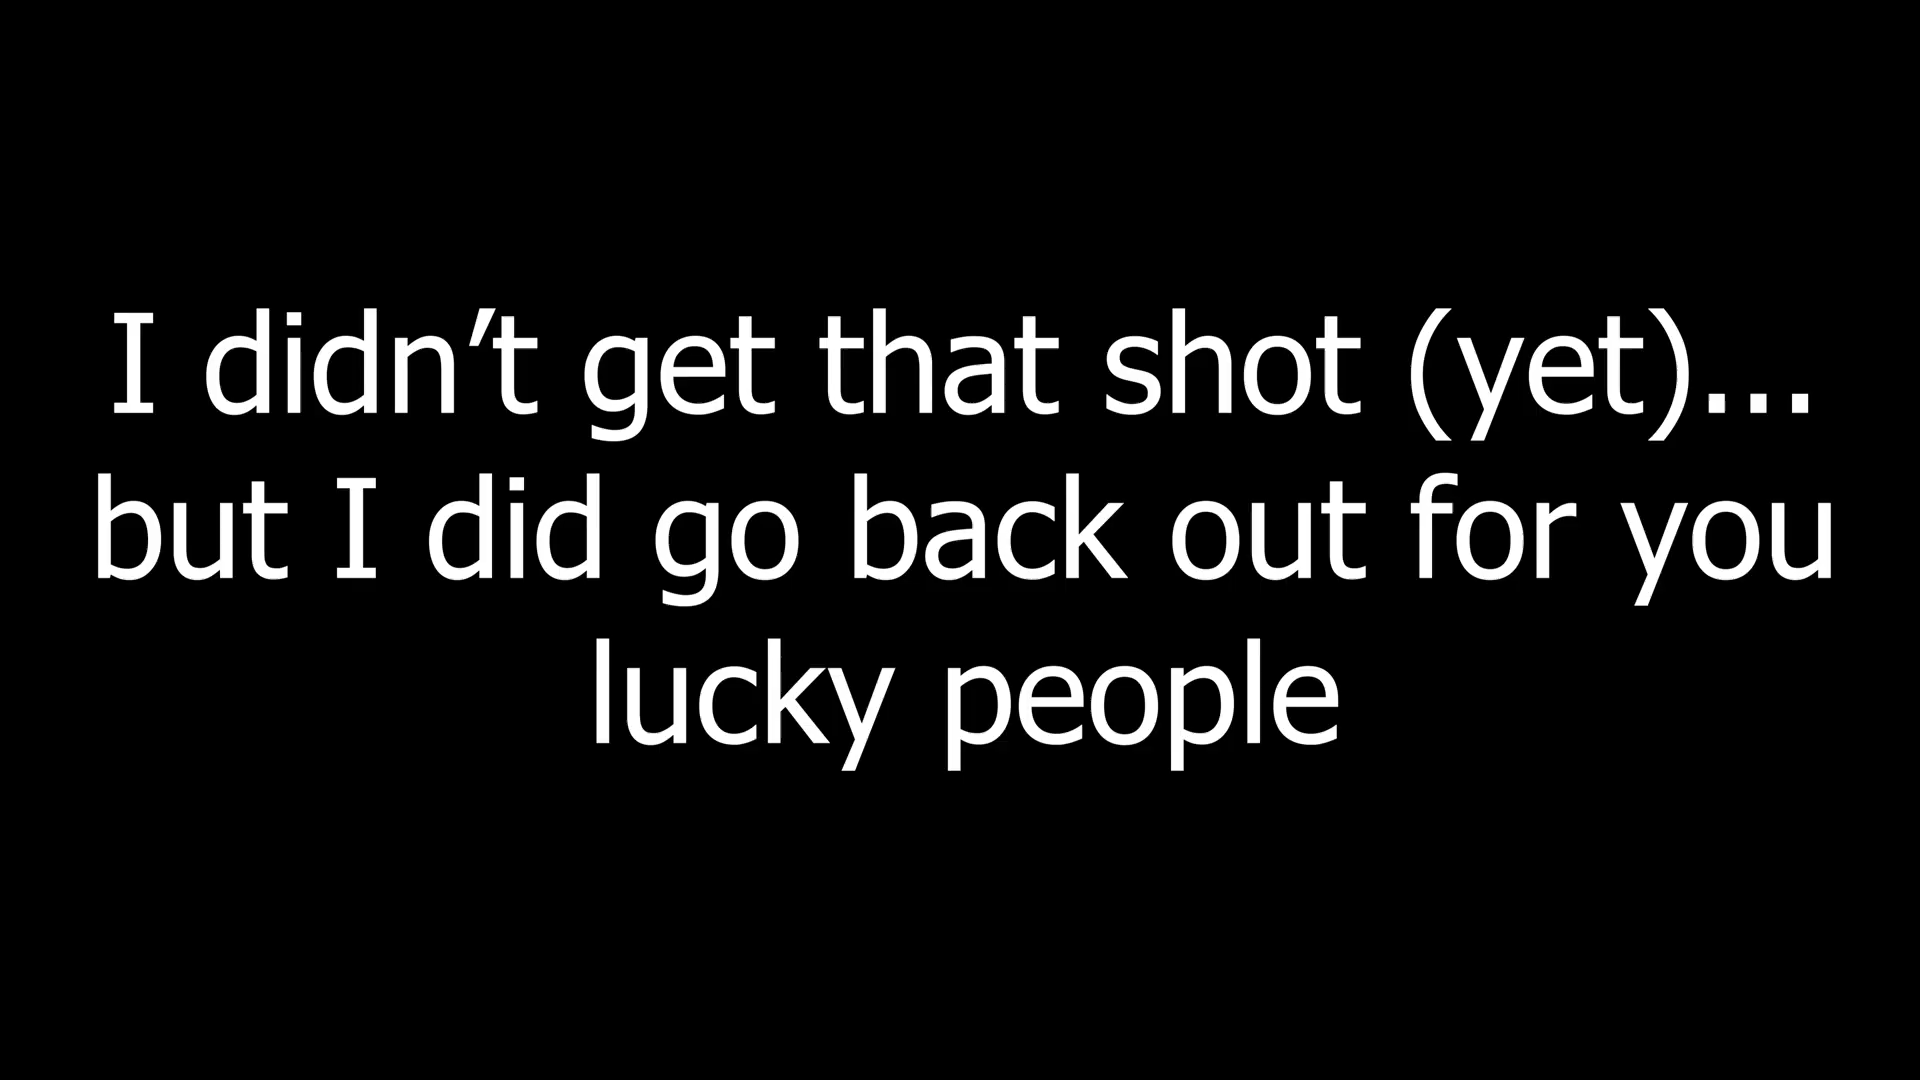 I didn’t get that shot (yet)...
but I did go back out for you
lucky people